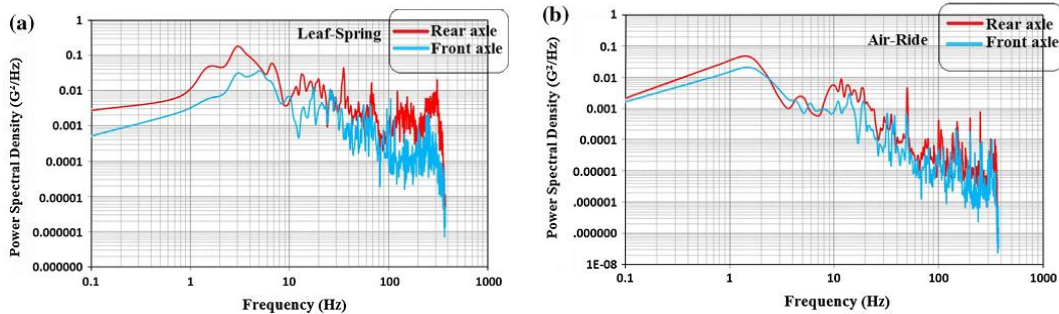 (a)
Leaf-Spring
Rear axle
Front axle
Power Spectral Density (G²/Hz)
1
0.1
0.01
0.001
0.0001
0.00001
.000001
0.000000
0.1
1
10
100
1000
Frequency (Hz)
(b)
Air-Ride
Rear axle
Front axle
Power Spectral Density (G²/Hz)
1
0.1
0.01
0.001
0.0001
0.00001
.000000
1E-08
0.1
1
10
100
1000
Frequency (Hz)